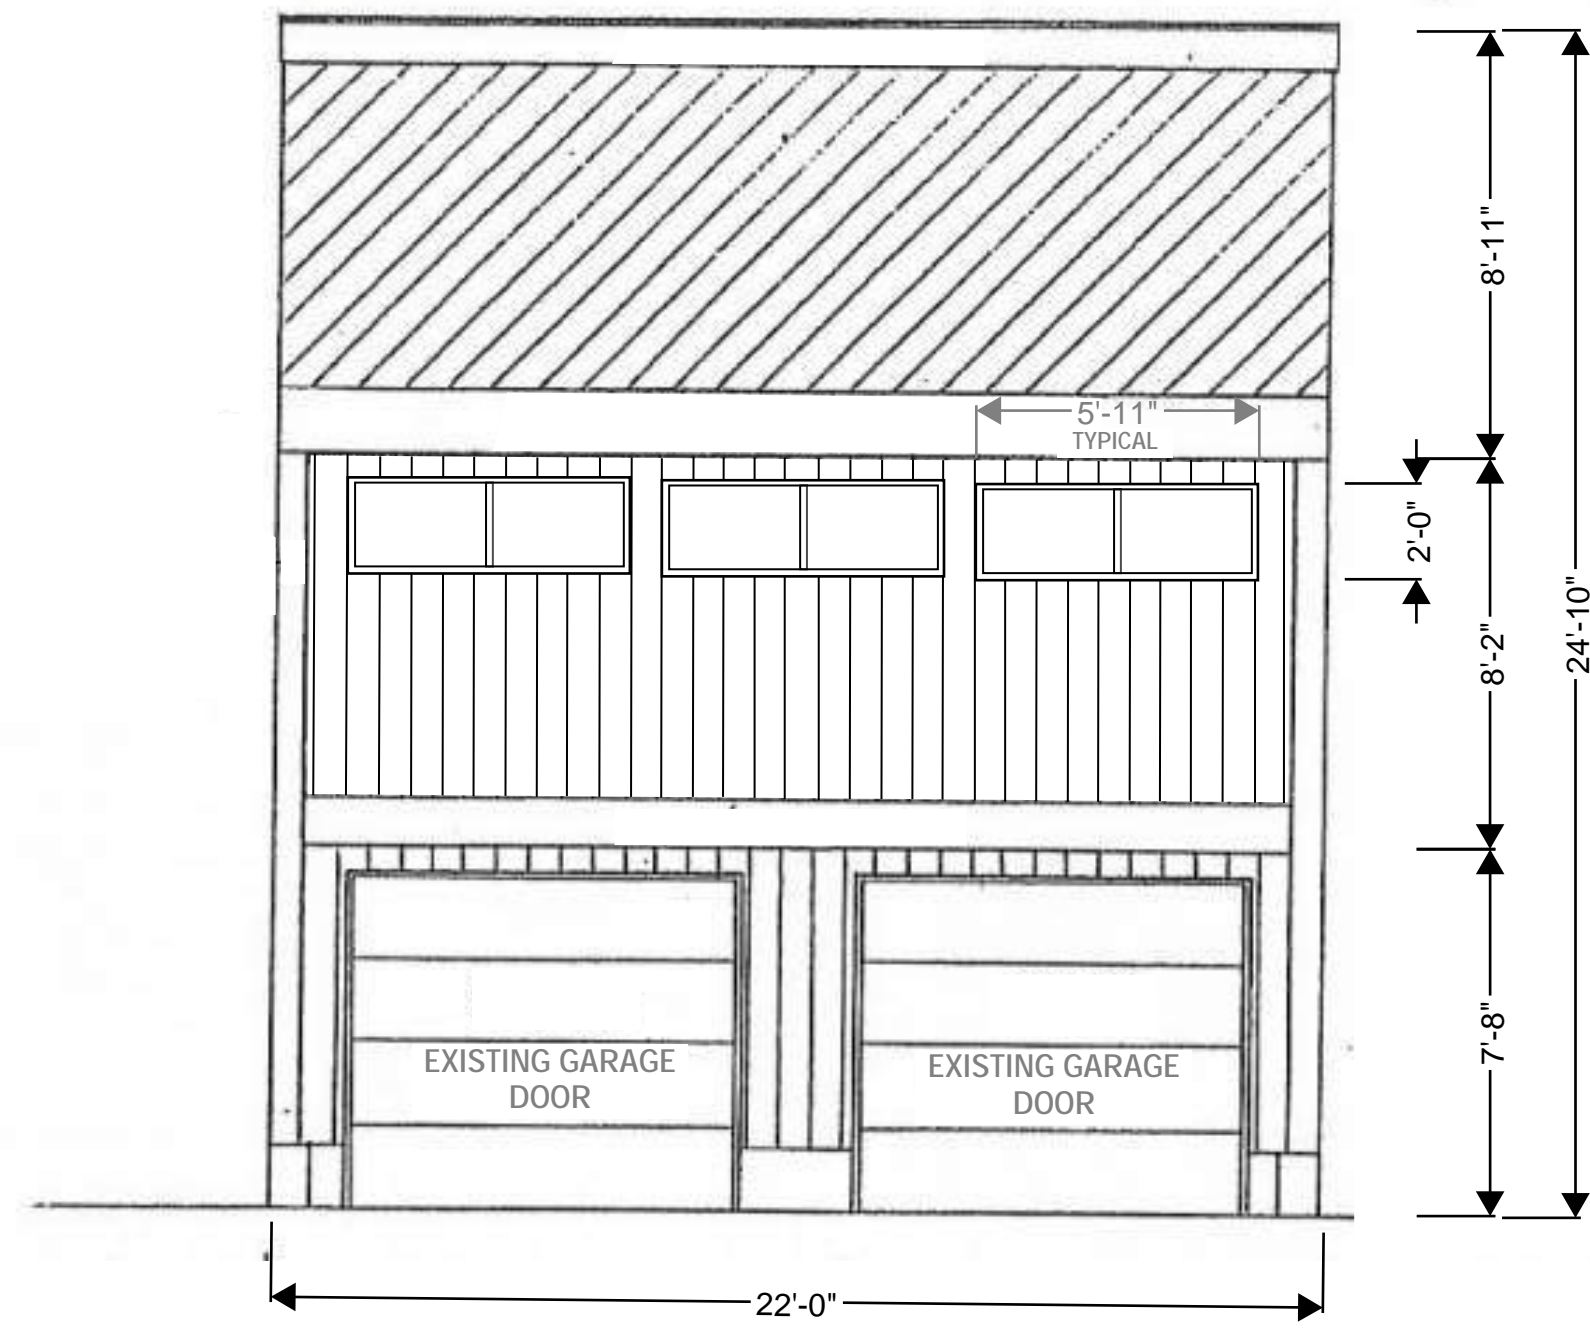 8'-11"
5'-11"
TYPICAL
2'-0"
8'-2"
24'-10"
7'-8"
EXISTING GARAGE
DOOR
EXISTING GARAGE
DOOR
22'-0"